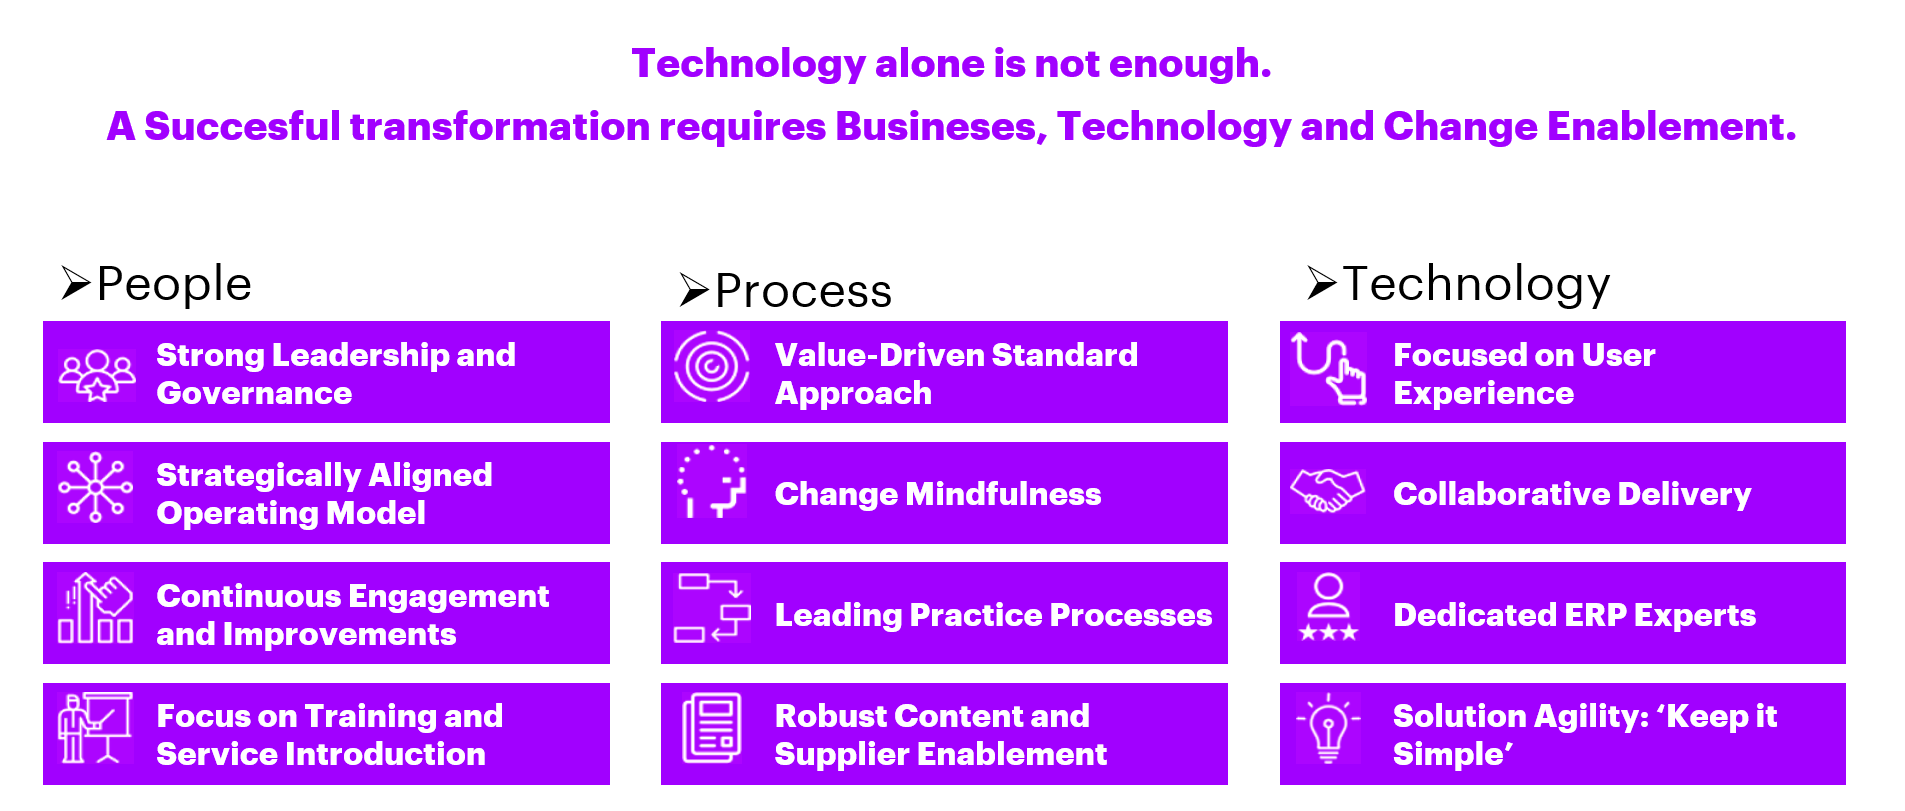 Technology alone is not enough.
A Succesful transformation requires Busineses, Technology and Change Enablement.
➢People
Strong Leadership and
Governance
Strategically Aligned
Operating Model
Continuous Engagement
and Improvements
Focus on Training and
Service Introduction
➢Process
Value-Driven Standard
Approach
Change Mindfulness
Leading Practice Processes
Robust Content and
Supplier Enablement
➢Technology
Focused on User
Experience
Collaborative Delivery
Dedicated ERP Experts
Solution Agility: ‘Keep it
Simple’